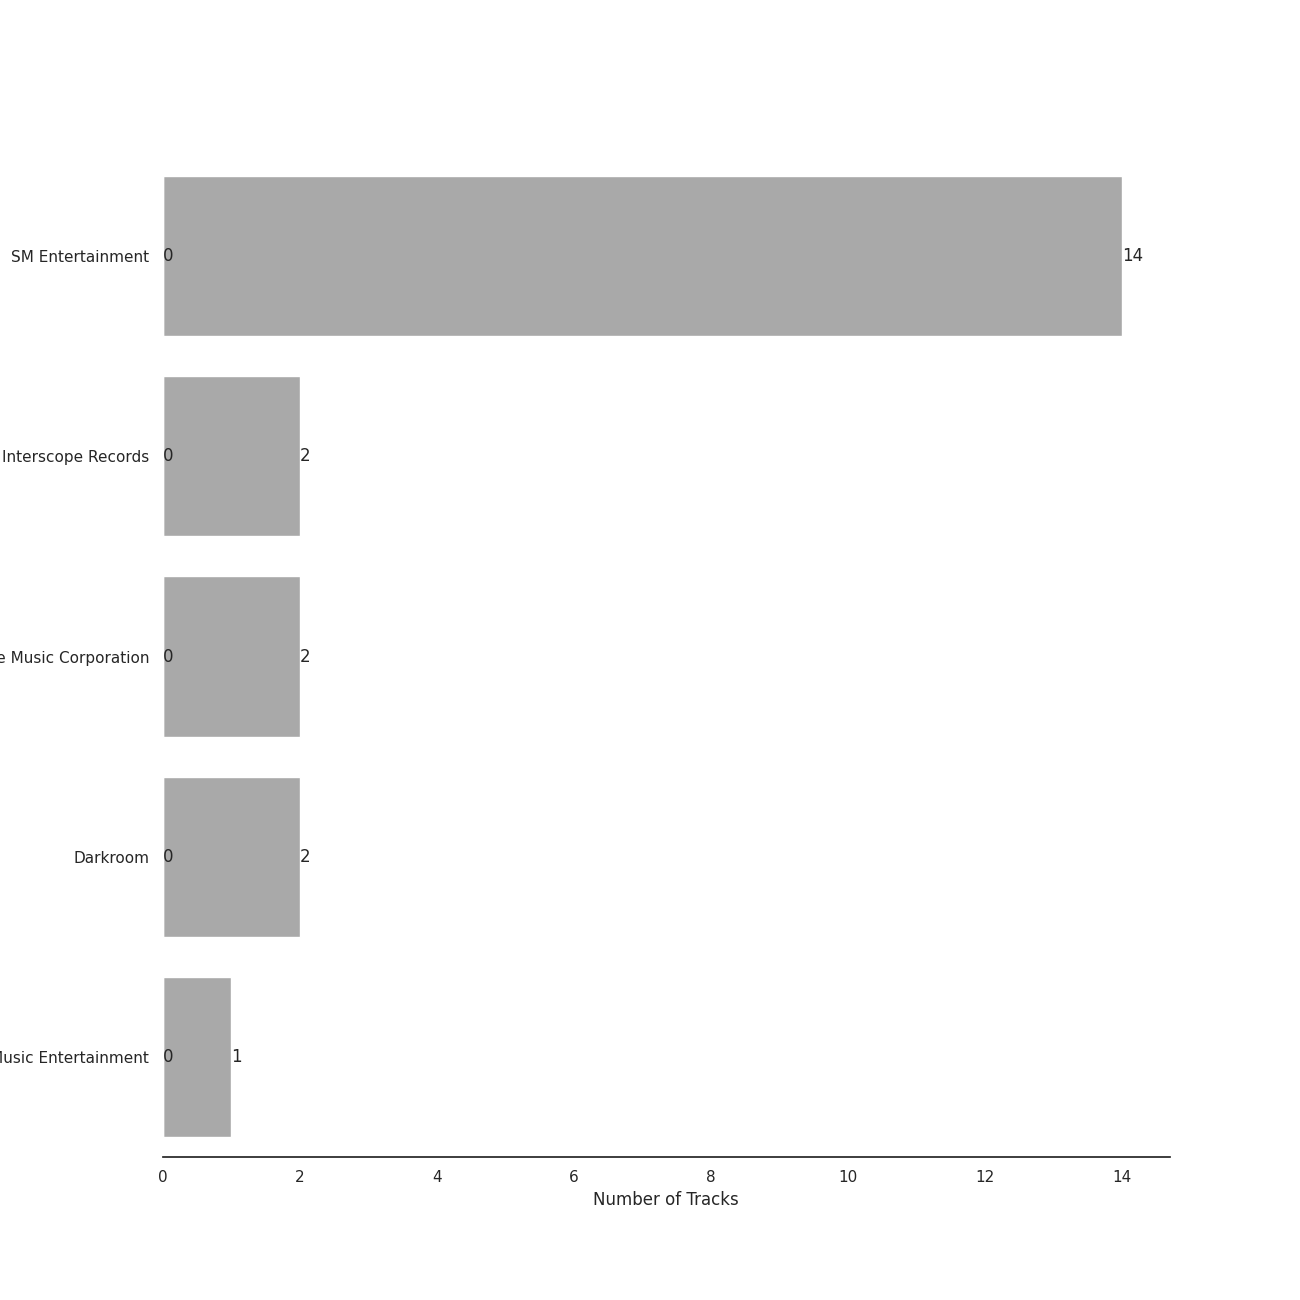 SM Entertainment 0 14
Interscope Records 0 2
Music Corporation 0 2
Darkroom 0 2
Entertainment 0 1
0 2 4 6 8 10 12 14
Number of Tracks